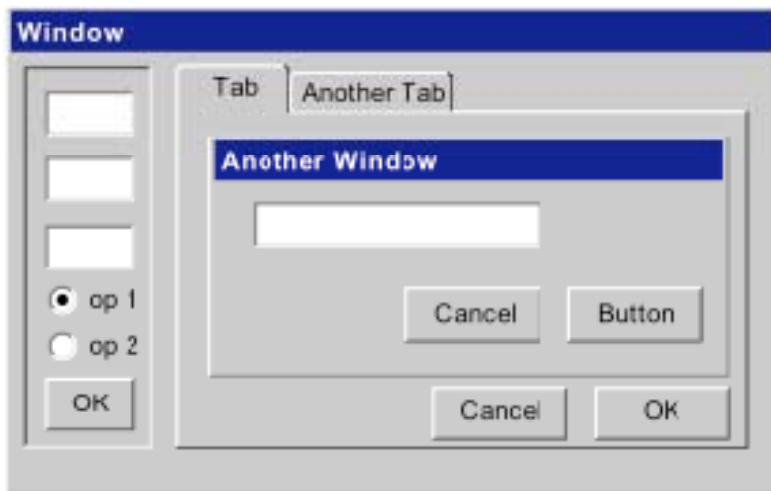 Window
Tab
Another Tab
Another Window
op 1
op 2
OK
Cancel
Button
Cancel
OK